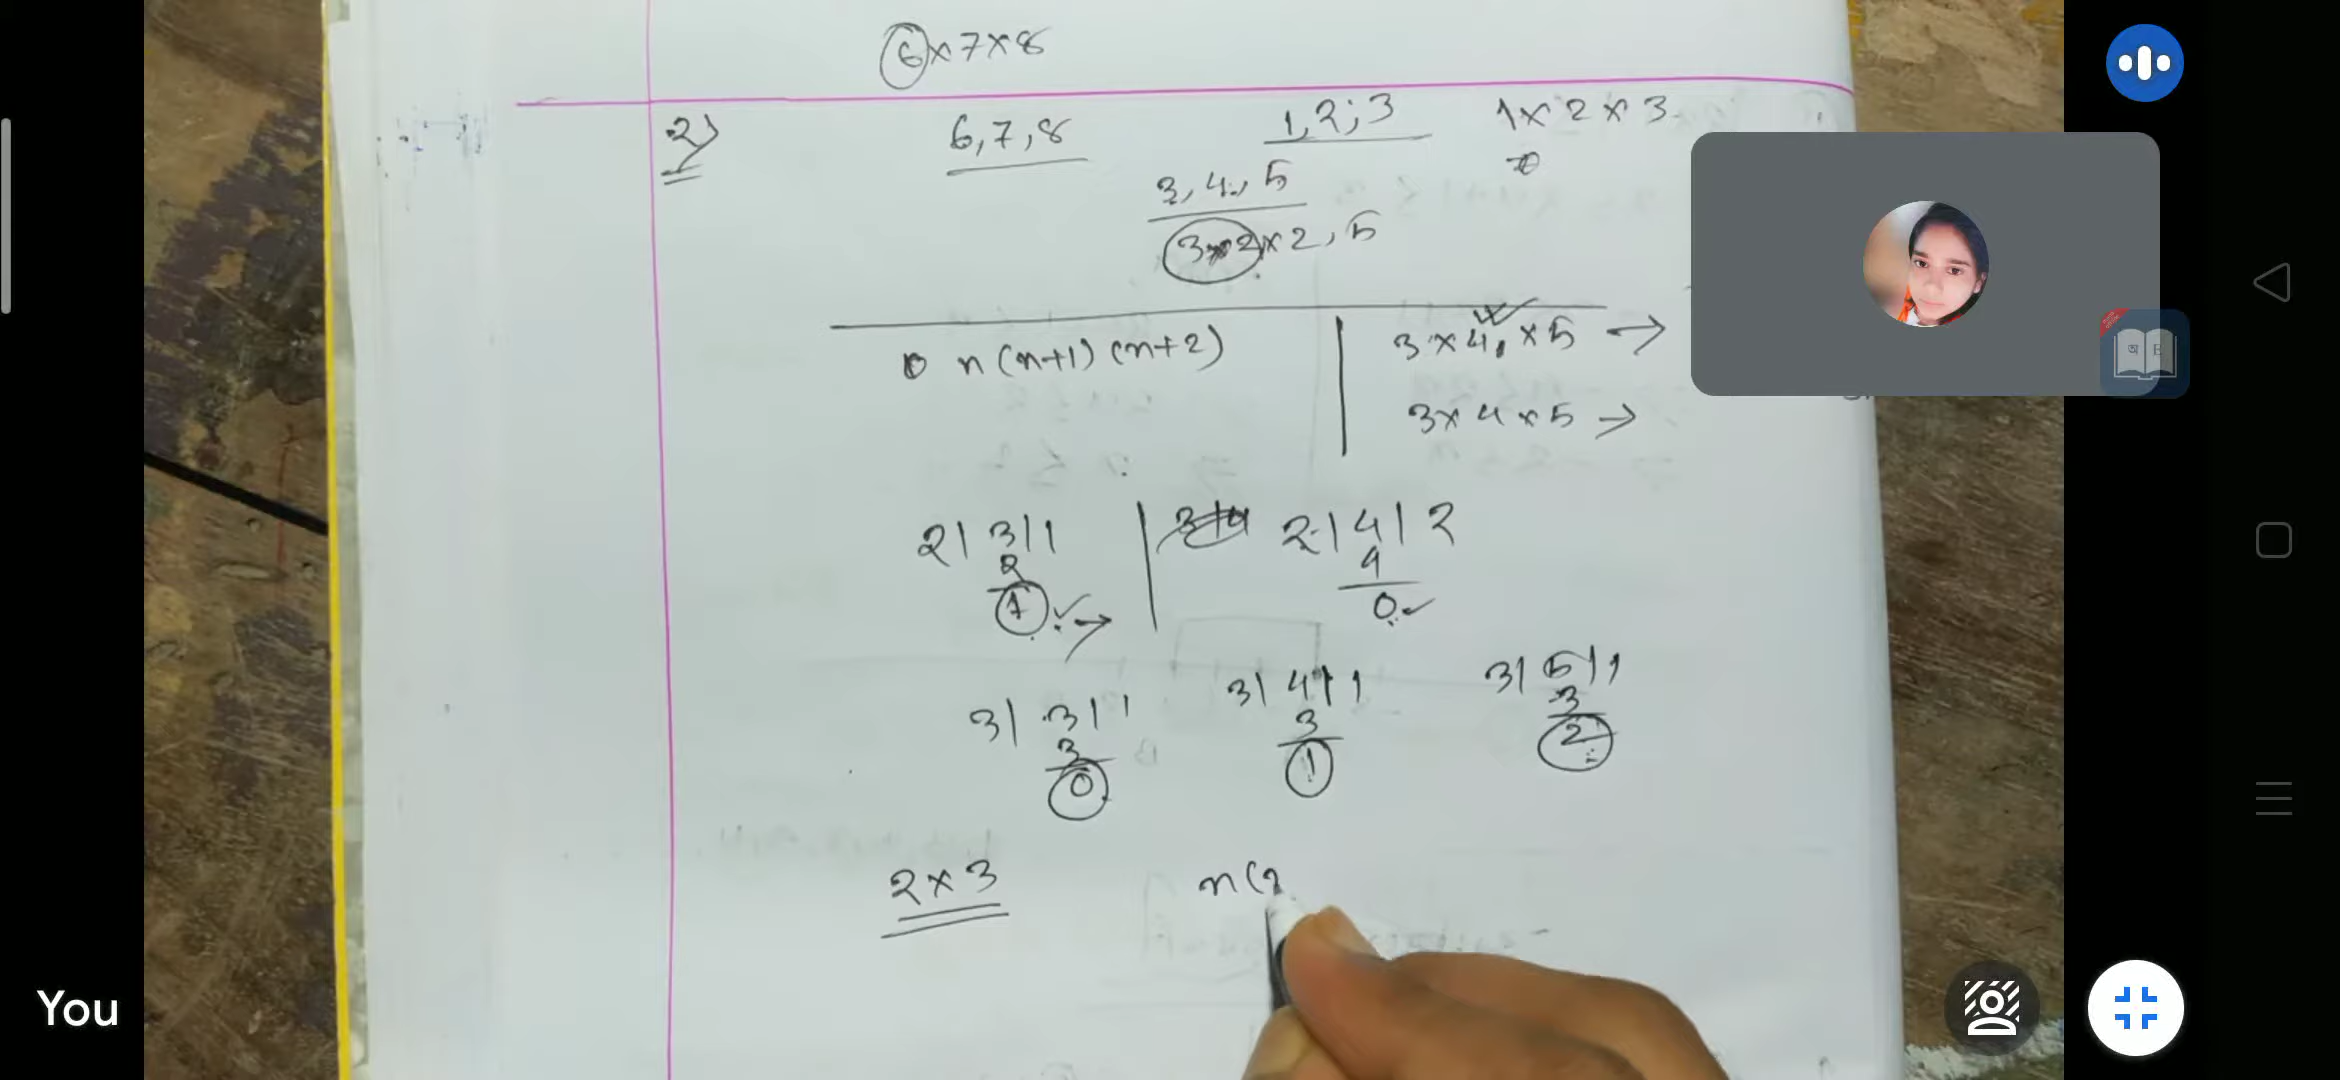 6×7×8
2) 6,7,8 1,2,3 1×2×3
3,4,5
3×2×2,5
n(n+1)(n+2) 3×4×5 →
3×4×5 →
2|3|1 2|4|2
2 4
1 → 0
3|3|1 3|4|1 3|5|1
3 3 3
0 1 2
2×3 n(
You